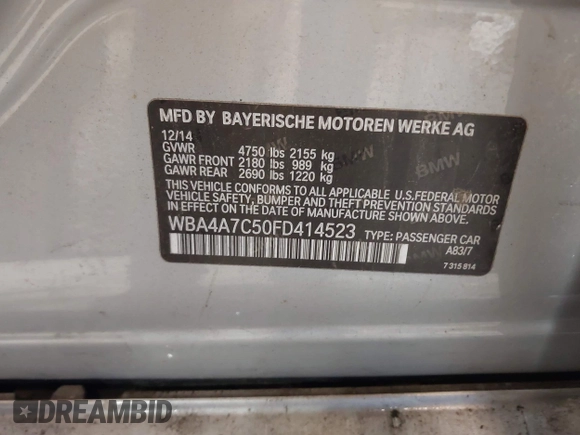 MFD BY BAYERISCHE MOTOREN WERKE AG
12/14
GVWR 4750 lbs 2155 kg
GAWR FRONT 2180 lbs 989 kg
GAWR REAR 2690 lbs 1220 kg
THIS VEHICLE CONFORMS TO ALL APPLICABLE U.S. FEDERAL MOTOR
VEHICLE SAFETY, BUMPER AND THEFT PREVENTION STANDARDS
IN EFFECT ON THE DATE OF MANUFACTURE SHOWN ABOVE.
WBA4A7C50FD414523 TYPE: PASSENGER CAR
A83/7
7 315 814
BMW
BMW
DREAMBID